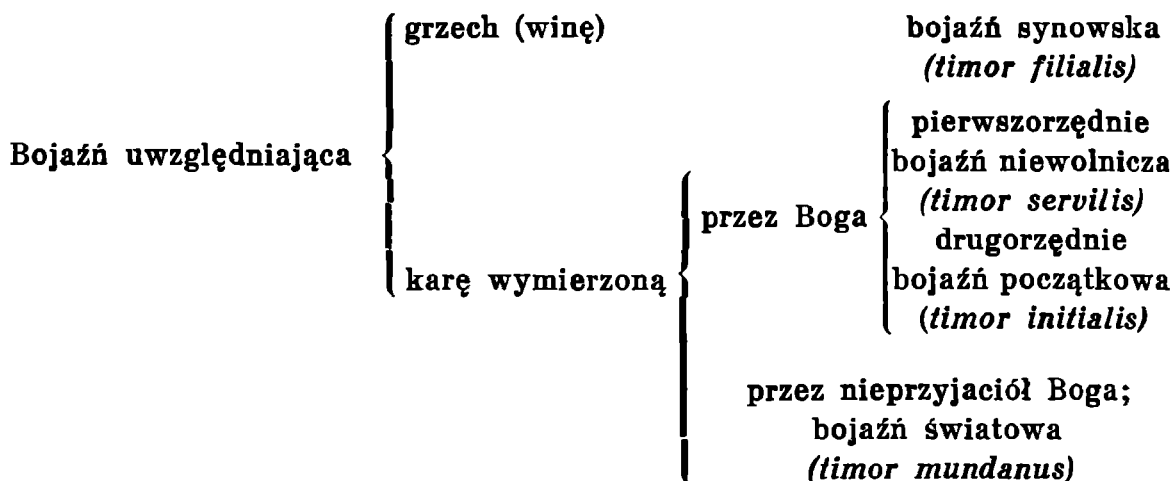 grzech (winę)
bojaźń synowska
(timor filialis)
Bojaźń uwzględniająca
pierwszorzędnie
bojaźń niewolnicza
(timor servilis)
przez Boga
drugorzędnie
bojaźń początkowa
(timor initialis)
karę wymierzoną
przez nieprzyjaciół Boga;
bojaźń światowa
(timor mundanus)